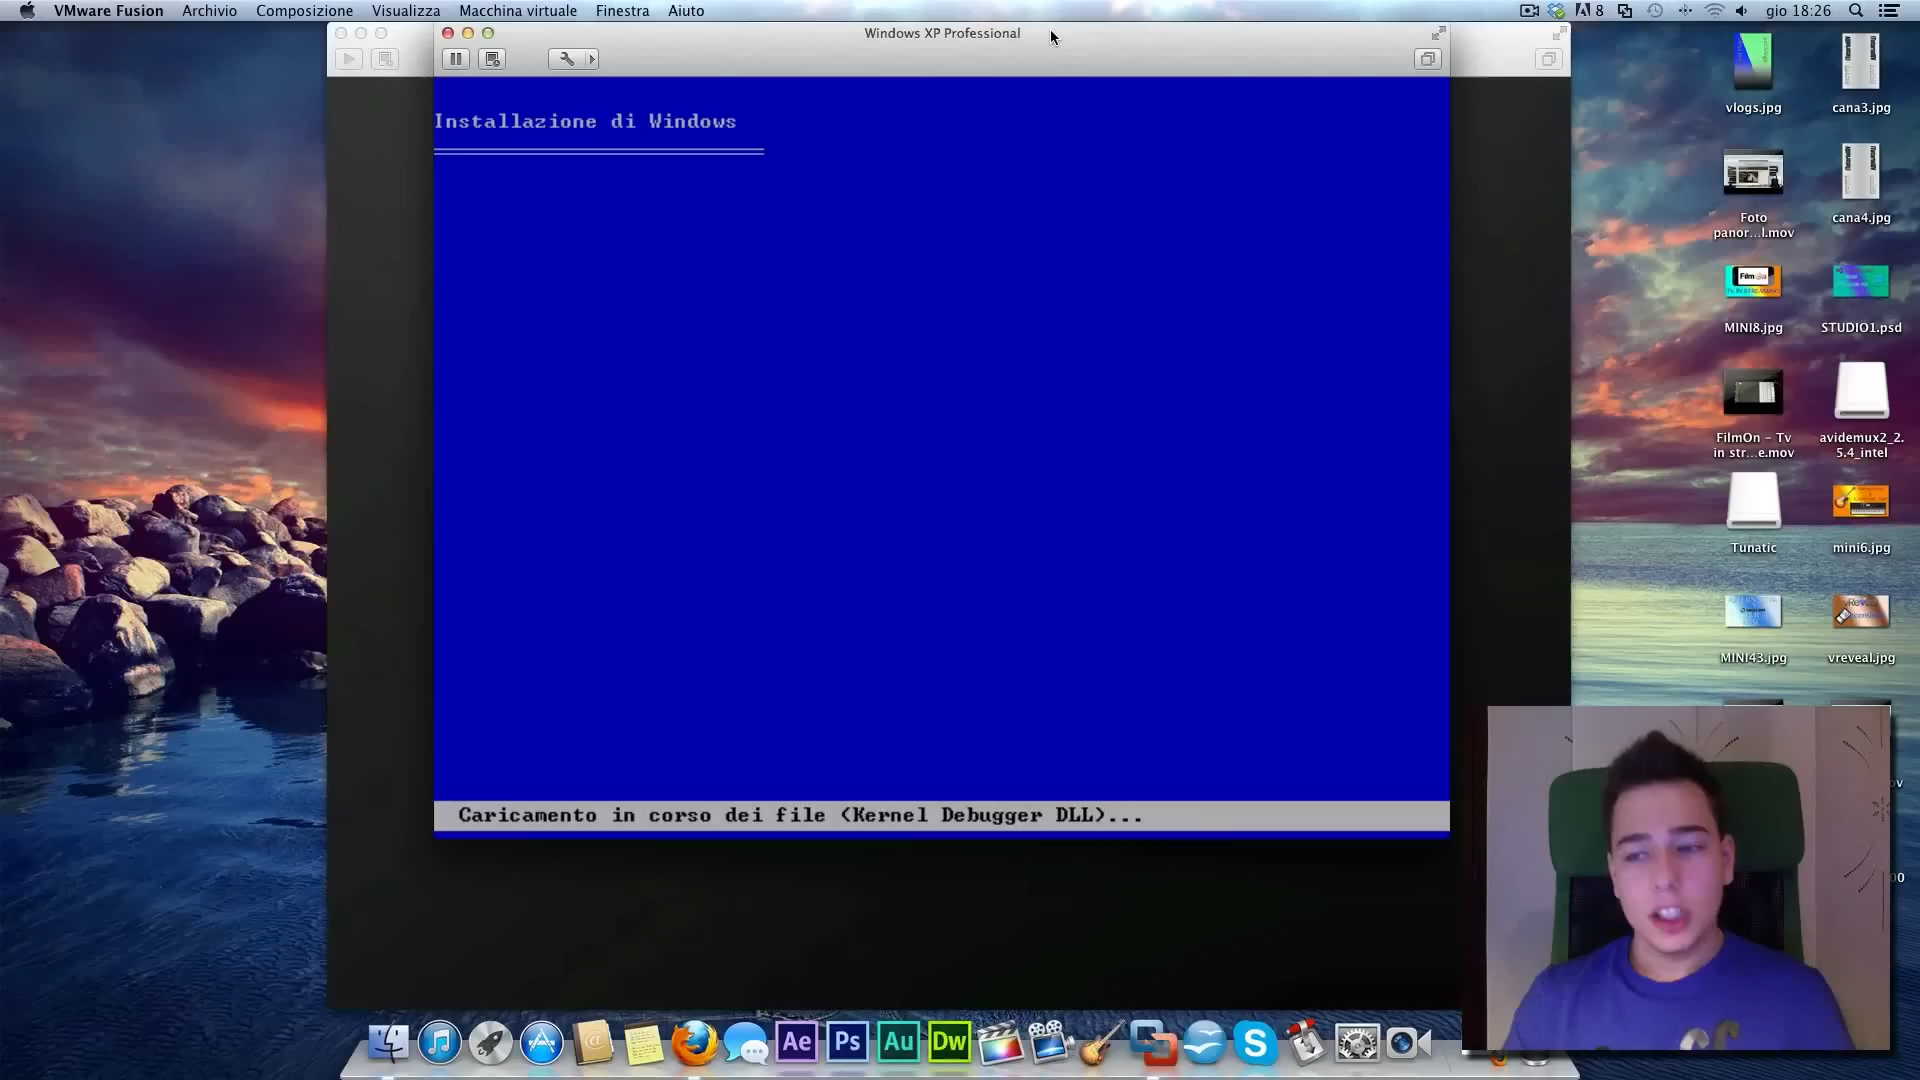 VMware Fusion Archivio Composizione Visualizza Macchina virtuale Finestra Aiuto
8 gio 18:26
Windows XP Professional
Installazione di Windows
Caricamento in corso dei file (Kernel Debugger DLL)...
vlogs.jpg
cana3.jpg
Foto
panor...l.mov
cana4.jpg
MINI8.jpg
STUDIO1.psd
FilmOn - Tv
in str...e.mov
avidemux2_2.
5.4_intel
Tunatic
mini6.jpg
MINI43.jpg
vreveal.jpg
Ae Ps Au Dw